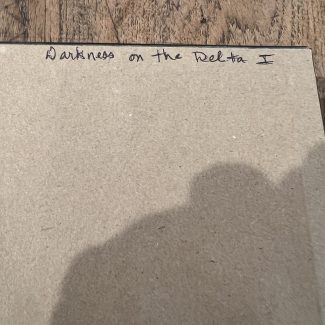 Darkness on the Delta I